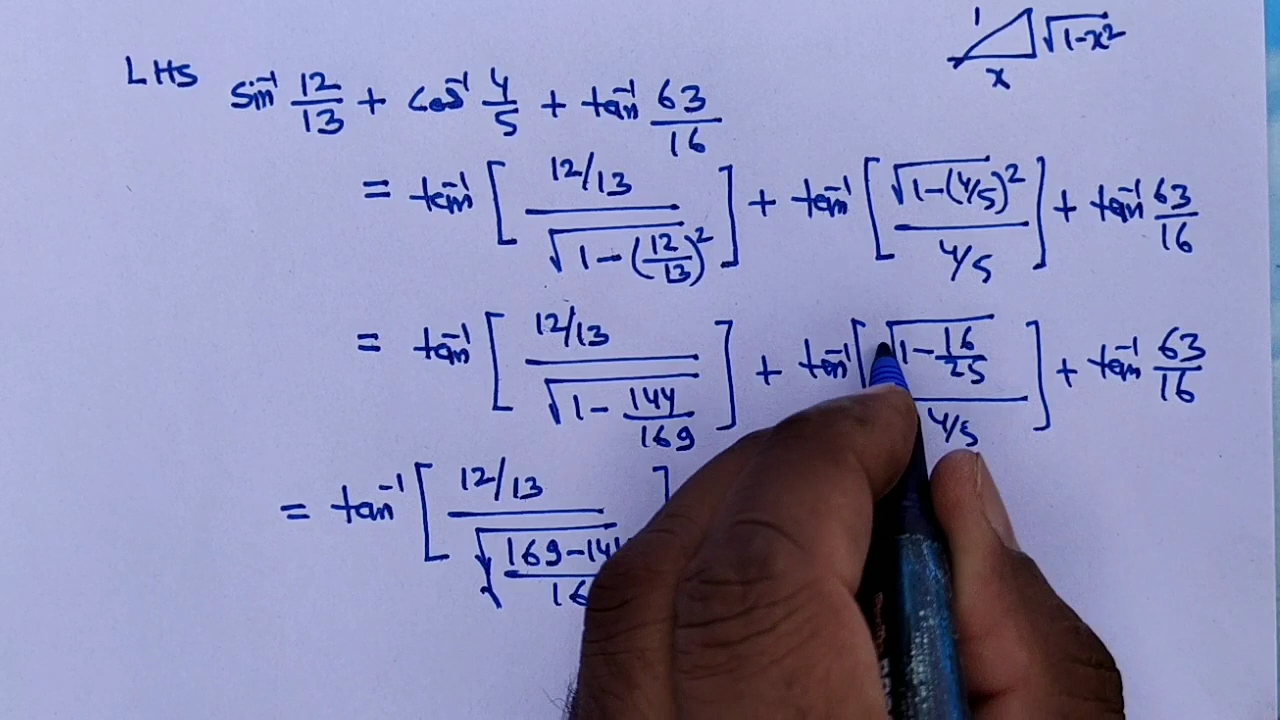 1 √1-x²
x
LHS sin⁻¹ 12/13 + cos⁻¹ 4/5 + tan⁻¹ 63/16
= tan⁻¹ [ 12/13 / √1-(12/13)² ] + tan⁻¹ [ √1-(4/5)² / 4/5 ] + tan⁻¹ 63/16
= tan⁻¹ [ 12/13 / √1-144/169 ] + tan⁻¹ [ √1-16/25 / 4/5 ] + tan⁻¹ 63/16
= tan⁻¹ [ 12/13 / √169-14 / 16 ]